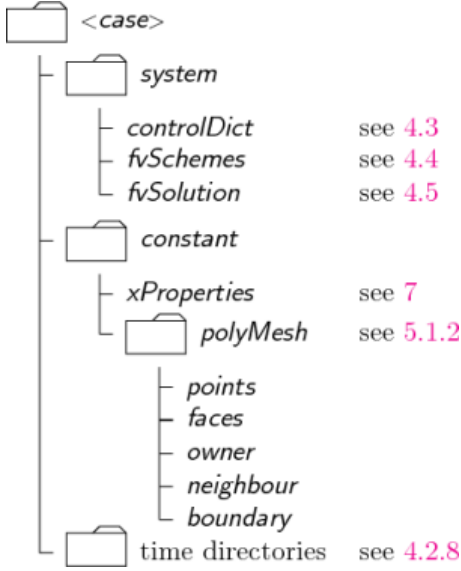 <case>
system
controlDict see 4.3
fvSchemes see 4.4
fvSolution see 4.5
constant
xProperties see 7
polyMesh see 5.1.2
points
faces
owner
neighbour
boundary
time directories see 4.2.8